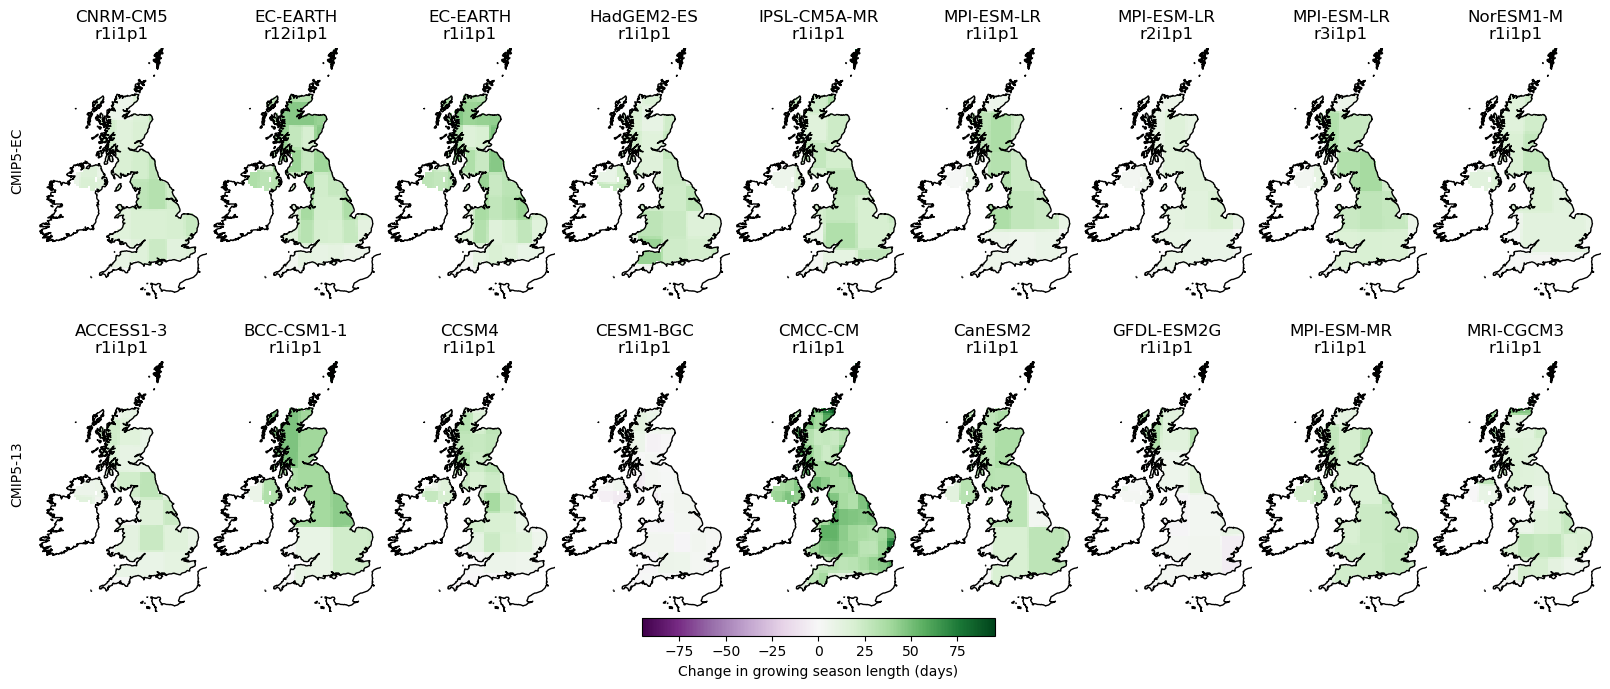 CNRM-CM5 EC-EARTH EC-EARTH HadGEM2-ES IPSL-CM5A-MR MPI-ESM-LR MPI-ESM-LR MPI-ESM-LR NorESM1-M
r1i1p1 r12i1p1 r1i1p1 r1i1p1 r1i1p1 r1i1p1 r2i1p1 r3i1p1 r1i1p1
CMIP5-EC
ACCESS1-3 BCC-CSM1-1 CCSM4 CESM1-BGC CMCC-CM CanESM2 GFDL-ESM2G MPI-ESM-MR MRI-CGCM3
r1i1p1 r1i1p1 r1i1p1 r1i1p1 r1i1p1 r1i1p1 r1i1p1 r1i1p1 r1i1p1
CMIP5-13
−75 −50 −25 0 25 50 75
Change in growing season length (days)